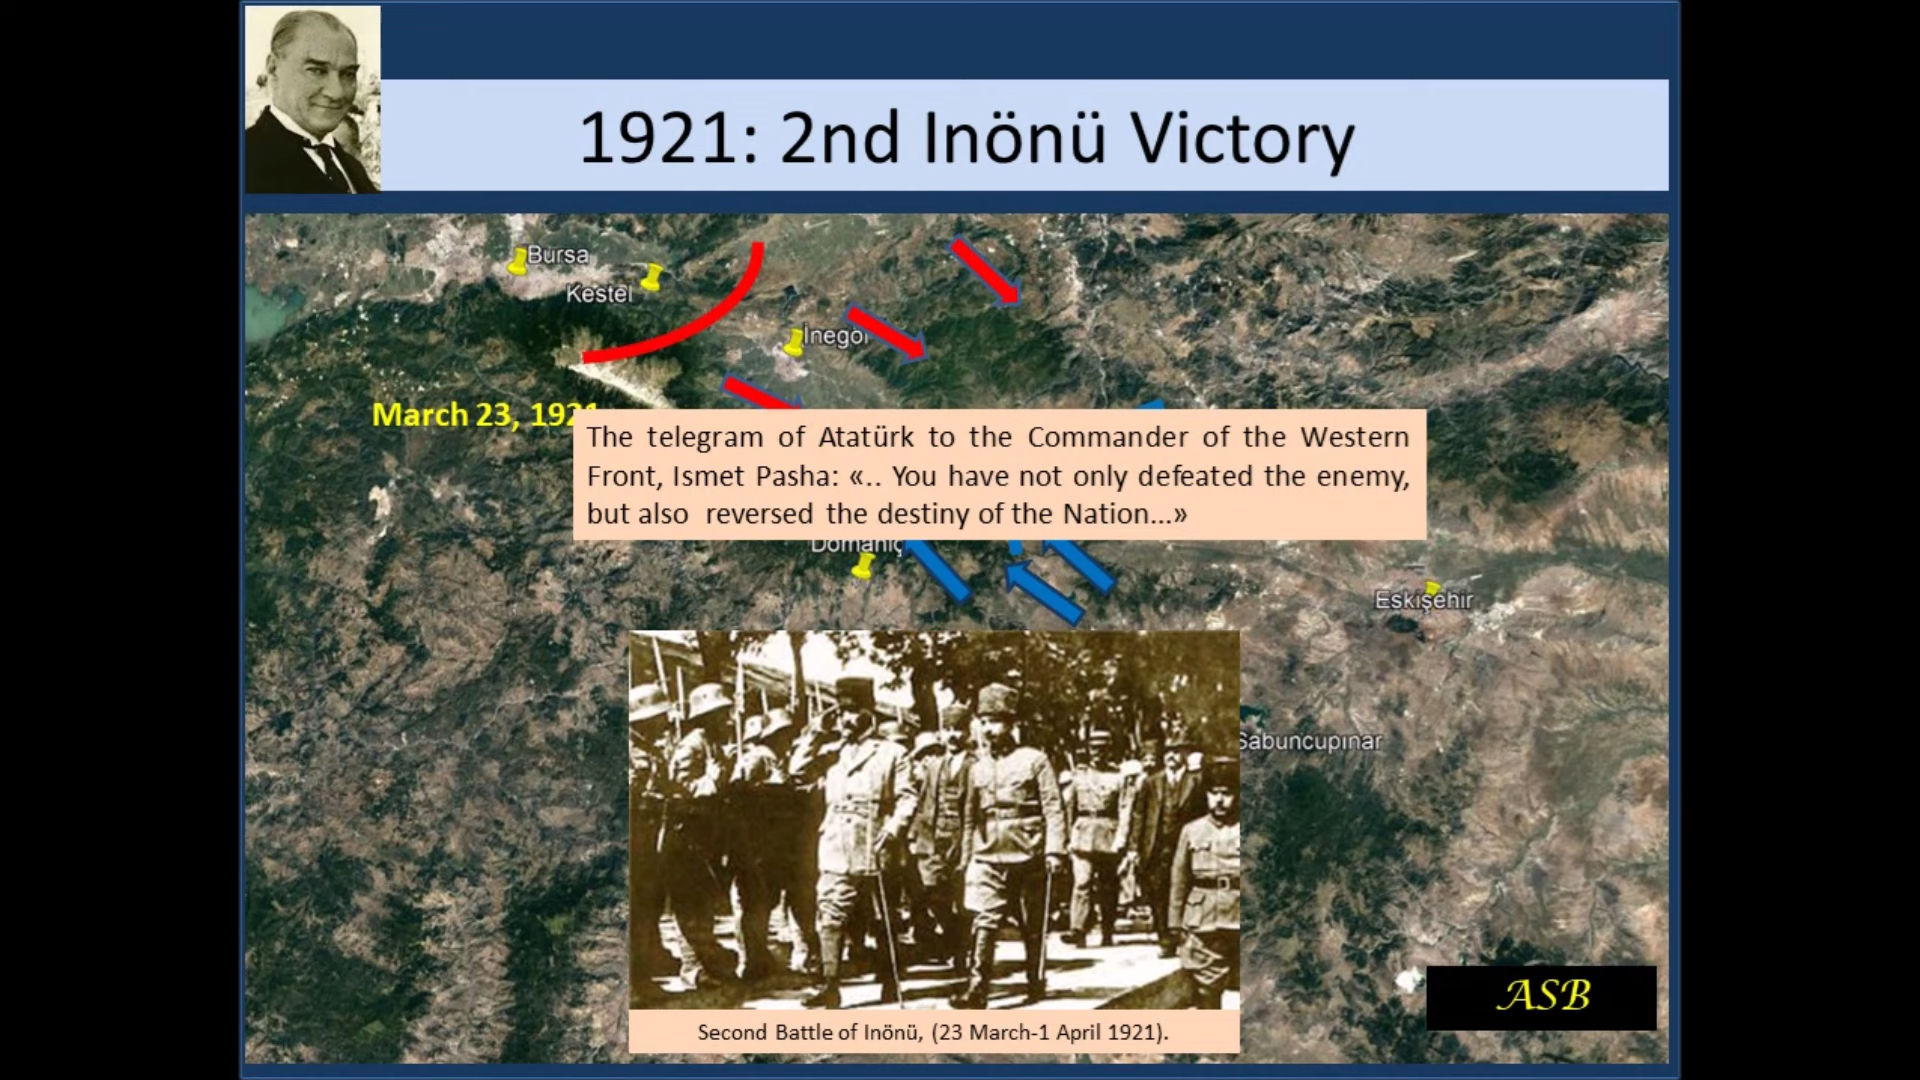 1921: 2nd Inönü Victory
Bursa
Kestel
Inegöl
March 23, 1921
The telegram of Atatürk to the Commander of the Western
Front, Ismet Pasha: «.. You have not only defeated the enemy,
but also reversed the destiny of the Nation...»
Domaniç
Eskişehir
Sabuncupınar
Second Battle of Inönü, (23 March-1 April 1921).
ASB